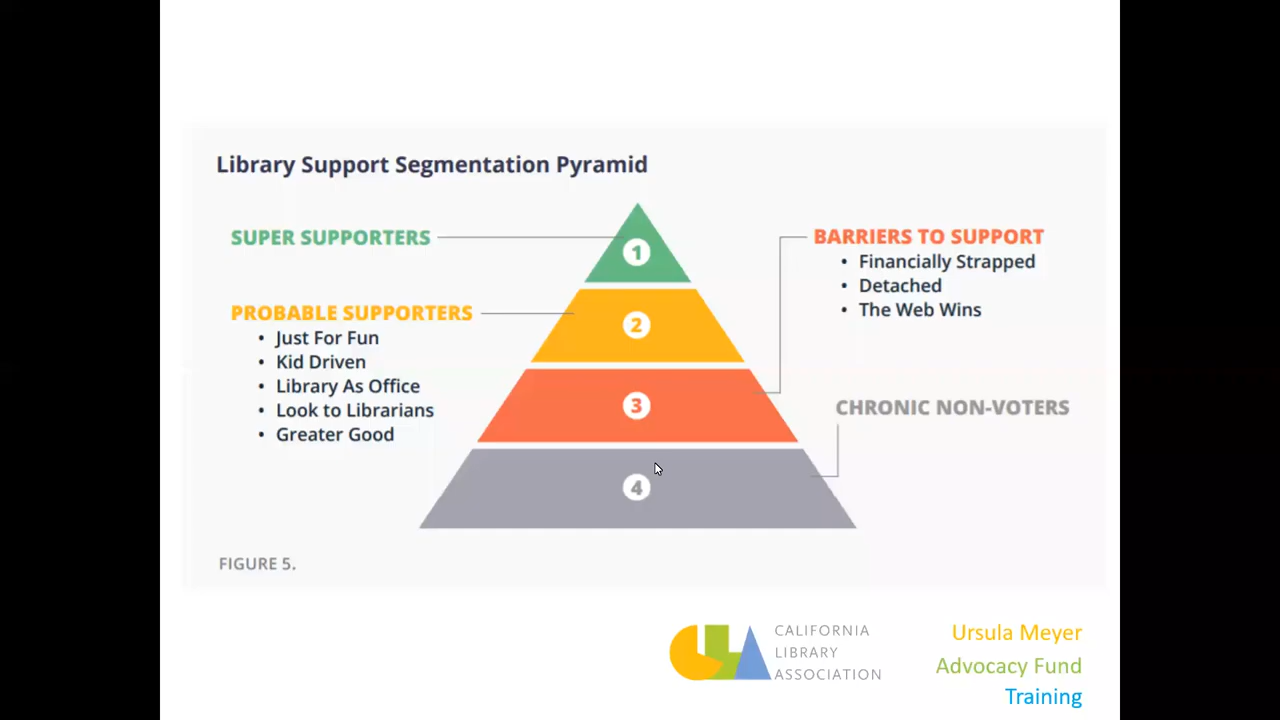 Library Support Segmentation Pyramid
SUPER SUPPORTERS
PROBABLE SUPPORTERS
• Just For Fun
• Kid Driven
• Library As Office
• Look to Librarians
• Greater Good
1
2
3
4
BARRIERS TO SUPPORT
• Financially Strapped
• Detached
• The Web Wins
CHRONIC NON-VOTERS
FIGURE 5.
CLA
CALIFORNIA
LIBRARY
ASSOCIATION
Ursula Meyer
Advocacy Fund
Training